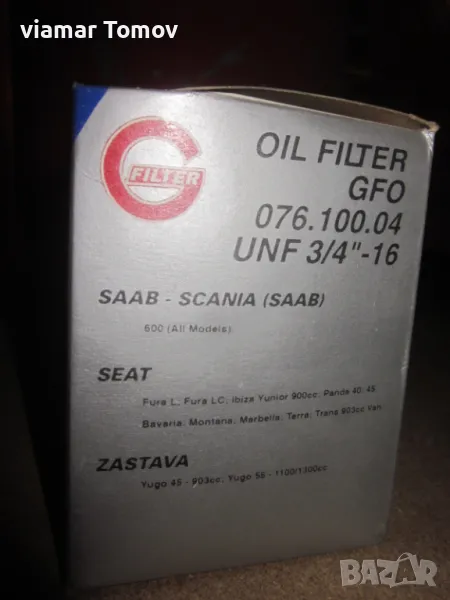 viamar Tomov
FILTER
OIL FILTER
GFO
076.100.04
UNF 3/4"-16
SAAB - SCANIA (SAAB)
600 (All Models)
SEAT
Fura L; Fura LC; Ibiza Yunior 900cc; Panda 40; 45
Bavaria; Montana; Marbella; Terra; Trans 903cc Van
ZASTAVA
Yugo 45 - 903cc; Yugo 55 - 1100/1300cc
BAZAR